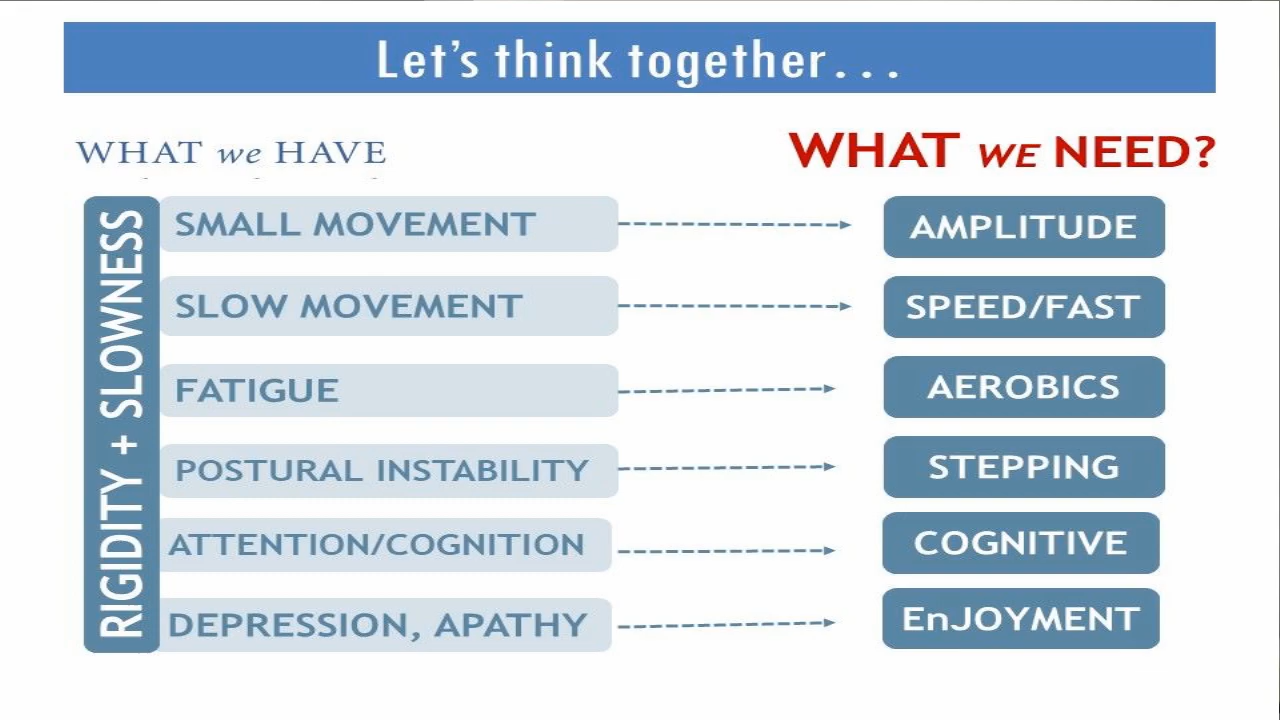 Let's think together...
WHAT we HAVE
WHAT WE NEED?
RIGIDITY + SLOWNESS
SMALL MOVEMENT
AMPLITUDE
SLOW MOVEMENT
SPEED/FAST
FATIGUE
AEROBICS
POSTURAL INSTABILITY
STEPPING
ATTENTION/COGNITION
COGNITIVE
DEPRESSION, APATHY
EnJOYMENT